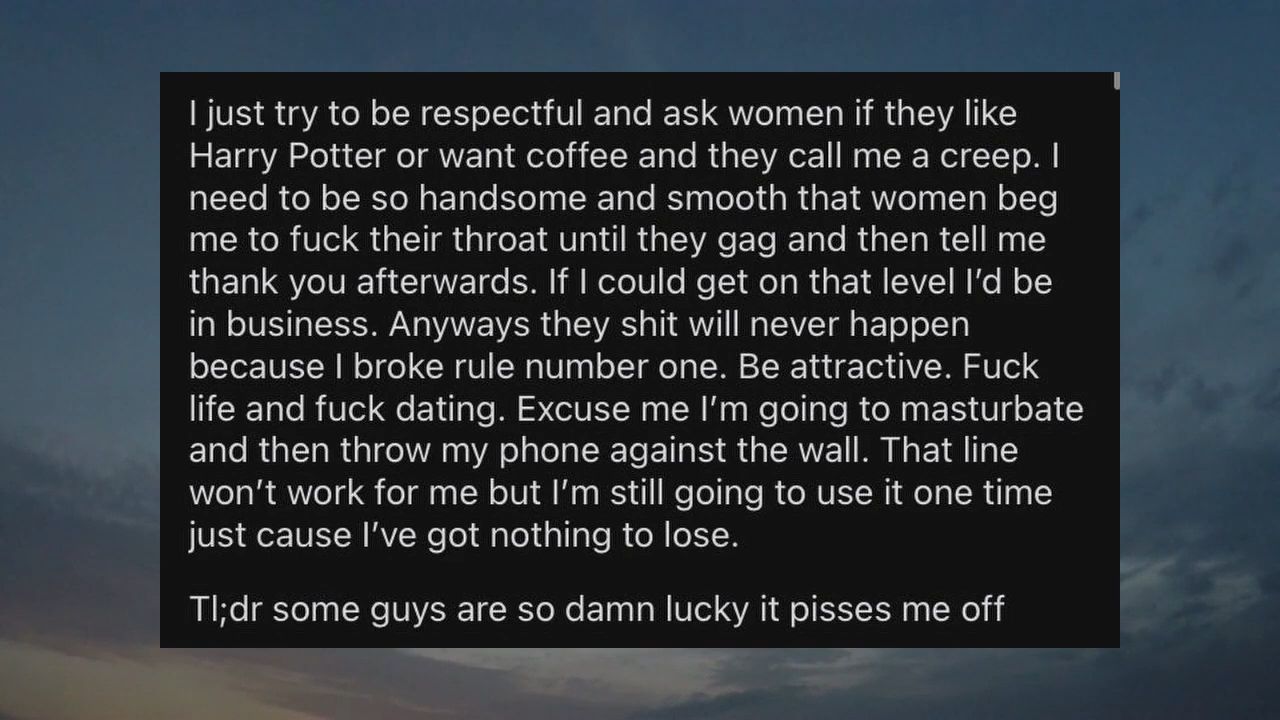 I just try to be respectful and ask women if they like
Harry Potter or want coffee and they call me a creep. I
need to be so handsome and smooth that women beg
me to fuck their throat until they gag and then tell me
thank you afterwards. If I could get on that level I’d be
in business. Anyways they shit will never happen
because I broke rule number one. Be attractive. Fuck
life and fuck dating. Excuse me I’m going to masturbate
and then throw my phone against the wall. That line
won’t work for me but I’m still going to use it one time
just cause I’ve got nothing to lose.
Tl;dr some guys are so damn lucky it pisses me off